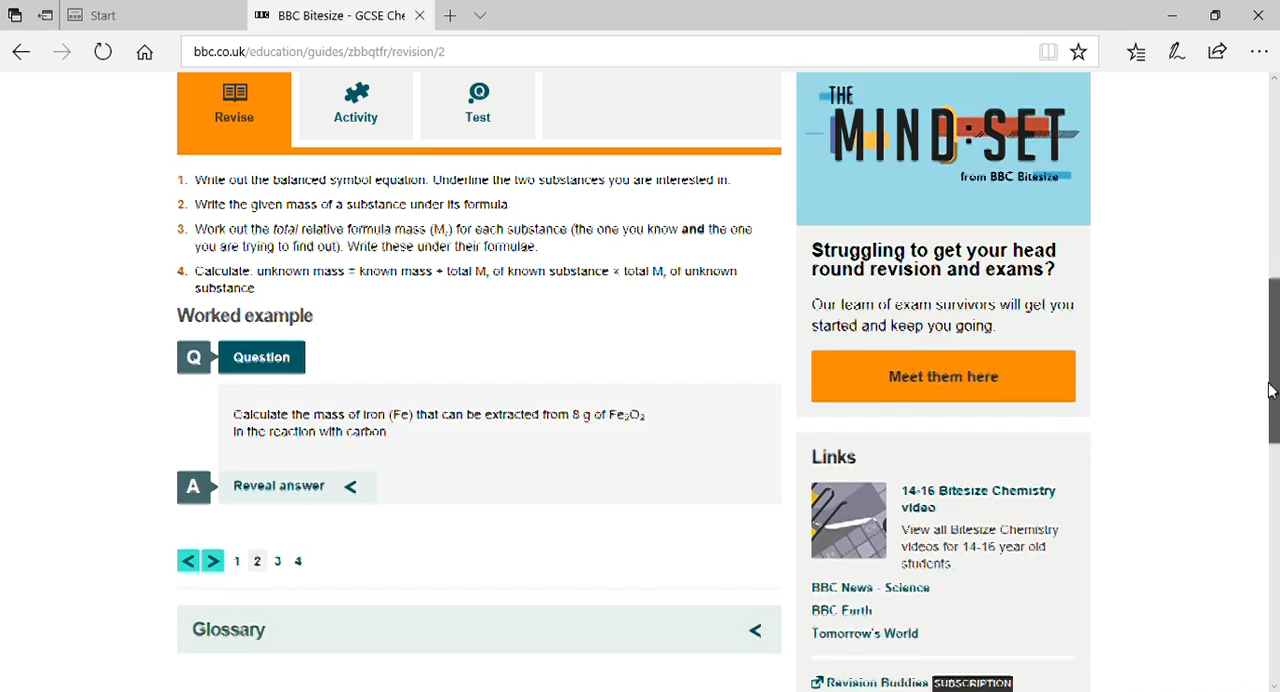 Start
BBC BBC Bitesize - GCSE Che
bbc.co.uk/education/guides/zbbqtfr/revision/2
Revise
Activity
Test
1. Write out the balanced symbol equation. Underline the two substances you are interested in.
2. Write the given mass of a substance under its formula.
3. Work out the total relative formula mass (Mr) for each substance (the one you know and the one
you are trying to find out). Write these under their formulae.
4. Calculate: unknown mass = known mass ÷ total Mr of known substance × total Mr of unknown
substance
Worked example
Q Question
Calculate the mass of iron (Fe) that can be extracted from 8 g of Fe₂O₃
in the reaction with carbon
A Reveal answer <
< > 1 2 3 4
Glossary <
THE
MIND:SET
from BBC Bitesize
Struggling to get your head
round revision and exams?
Our team of exam survivors will get you
started and keep you going.
Meet them here
Links
14-16 Bitesize Chemistry
video
View all Bitesize Chemistry
videos for 14-16 year old
students.
BBC News - Science
BBC Earth
Tomorrow's World
Revision Buddies SUBSCRIPTION